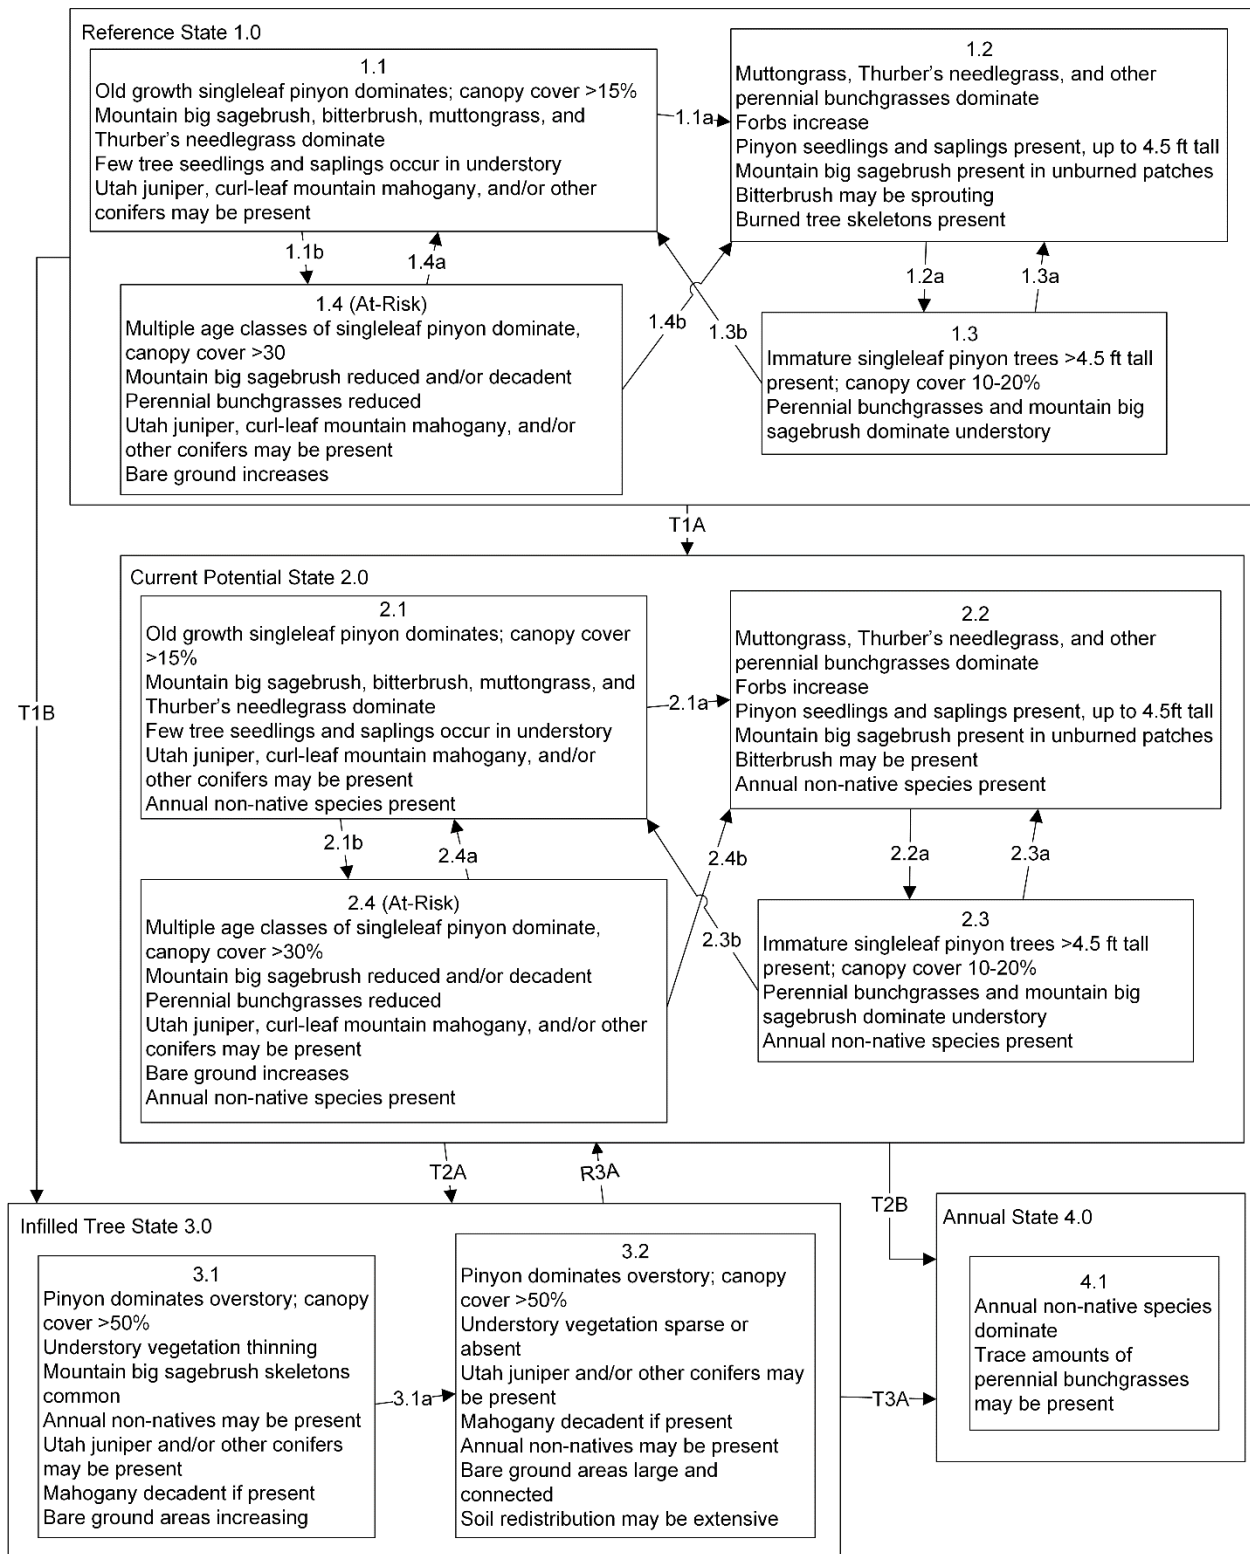 Reference State 1.0
1.1
Old growth singleleaf pinyon dominates; canopy cover >15%
Mountain big sagebrush, bitterbrush, muttongrass, and
Thurber's needlegrass dominate
Few tree seedlings and saplings occur in understory
Utah juniper, curl-leaf mountain mahogany, and/or other
conifers may be present
1.1a
1.2
Muttongrass, Thurber's needlegrass, and other
perennial bunchgrasses dominate
Forbs increase
Pinyon seedlings and saplings present, up to 4.5 ft tall
Mountain big sagebrush present in unburned patches
Bitterbrush may be sprouting
Burned tree skeletons present
1.1b
1.4a
1.2a
1.3a
1.4 (At-Risk)
Multiple age classes of singleleaf pinyon dominate,
canopy cover >30
Mountain big sagebrush reduced and/or decadent
Perennial bunchgrasses reduced
Utah juniper, curl-leaf mountain mahogany, and/or
other conifers may be present
Bare ground increases
1.4b
1.3b
1.3
Immature singleleaf pinyon trees >4.5 ft tall
present; canopy cover 10-20%
Perennial bunchgrasses and mountain big
sagebrush dominate understory
T1A
T1B
Current Potential State 2.0
2.1
Old growth singleleaf pinyon dominates; canopy cover
>15%
Mountain big sagebrush, bitterbrush, muttongrass, and
Thurber's needlegrass dominate
Few tree seedlings and saplings occur in understory
Utah juniper, curl-leaf mountain mahogany, and/or
other conifers may be present
Annual non-native species present
2.1a
2.2
Muttongrass, Thurber's needlegrass, and other
perennial bunchgrasses dominate
Forbs increase
Pinyon seedlings and saplings present, up to 4.5ft tall
Mountain big sagebrush present in unburned patches
Bitterbrush may be present
Annual non-native species present
2.1b
2.4a
2.4b
2.3b
2.2a
2.3a
2.4 (At-Risk)
Multiple age classes of singleleaf pinyon dominate,
canopy cover >30%
Mountain big sagebrush reduced and/or decadent
Perennial bunchgrasses reduced
Utah juniper, curl-leaf mountain mahogany, and/or other
conifers may be present
Bare ground increases
Annual non-native species present
2.3
Immature singleleaf pinyon trees >4.5 ft tall
present; canopy cover 10-20%
Perennial bunchgrasses and mountain big
sagebrush dominate understory
Annual non-native species present
T2A
R3A
T2B
Infilled Tree State 3.0
3.1
Pinyon dominates overstory; canopy
cover >50%
Understory vegetation thinning
Mountain big sagebrush skeletons
common
Annual non-natives may be present
Utah juniper and/or other conifers
may be present
Mahogany decadent if present
Bare ground areas increasing
3.1a
3.2
Pinyon dominates overstory; canopy
cover >50%
Understory vegetation sparse or
absent
Utah juniper and/or other conifers may
be present
Mahogany decadent if present
Annual non-natives may be present
Bare ground areas large and
connected
Soil redistribution may be extensive
T3A
Annual State 4.0
4.1
Annual non-native species
dominate
Trace amounts of
perennial bunchgrasses
may be present